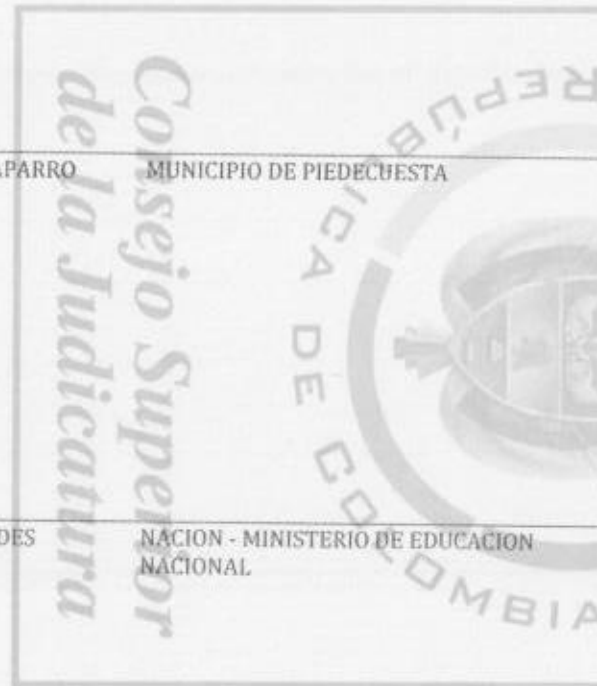 Consejo Superior
de la Judicatura
REPÚBLICA DE COLOMBIA
APARRO MUNICIPIO DE PIEDECUESTA
DES NACION - MINISTERIO DE EDUCACION
NACIONAL